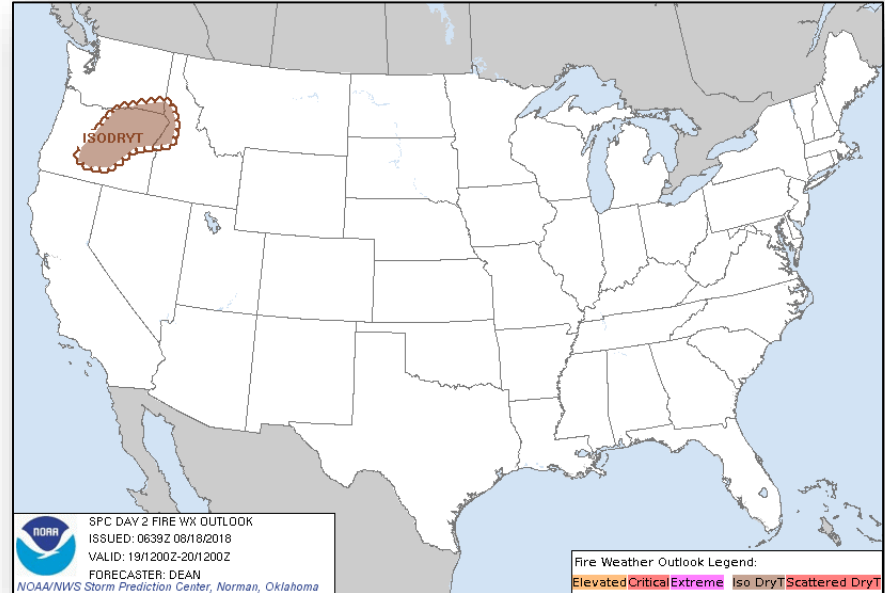 ISODRYT
NOAA
SPC DAY 2 FIRE WX OUTLOOK
ISSUED: 0639Z 08/18/2018
VALID: 19/1200Z-20/1200Z
FORECASTER: DEAN
NOAA/NWS Storm Prediction Center, Norman, Oklahoma
Fire Weather Outlook Legend:
Elevated Critical Extreme Iso DryT Scattered DryT